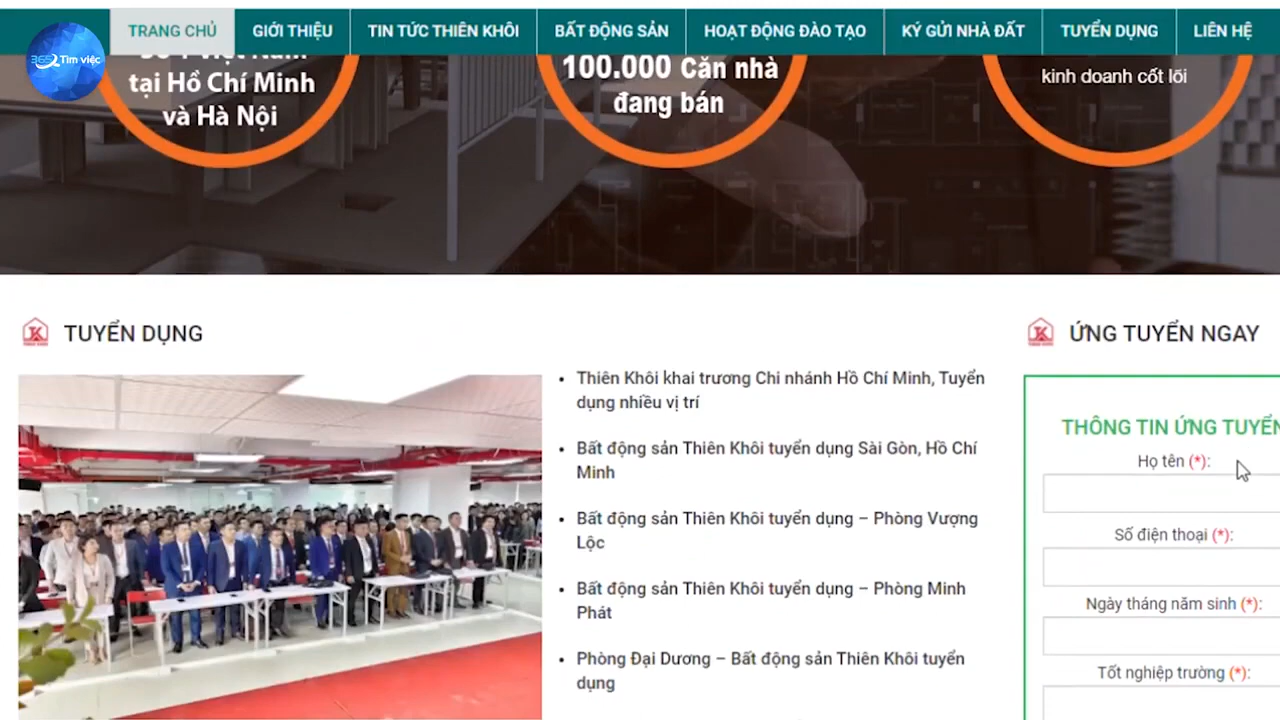 TRANG CHỦ
GIỚI THIỆU
TIN TỨC THIÊN KHÔI
BẤT ĐỘNG SẢN
HOẠT ĐỘNG ĐÀO TẠO
KÝ GỬI NHÀ ĐẤT
TUYỂN DỤNG
LIÊN HỆ
365 Tìm việc
Số 1 Việt Nam
tại Hồ Chí Minh
và Hà Nội
100.000 Căn nhà
đang bán
kinh doanh cốt lõi
TUYỂN DỤNG
Thiên Khôi khai trương Chi nhánh Hồ Chí Minh, Tuyển
dụng nhiều vị trí
Bất động sản Thiên Khôi tuyển dụng Sài Gòn, Hồ Chí
Minh
Bất động sản Thiên Khôi tuyển dụng – Phòng Vượng
Lộc
Bất động sản Thiên Khôi tuyển dụng – Phòng Minh
Phát
Phòng Đại Dương – Bất động sản Thiên Khôi tuyển
dụng
ỨNG TUYỂN NGAY
THÔNG TIN ỨNG TUYỂN
Họ tên (*):
Số điện thoại (*):
Ngày tháng năm sinh (*):
Tốt nghiệp trường (*):